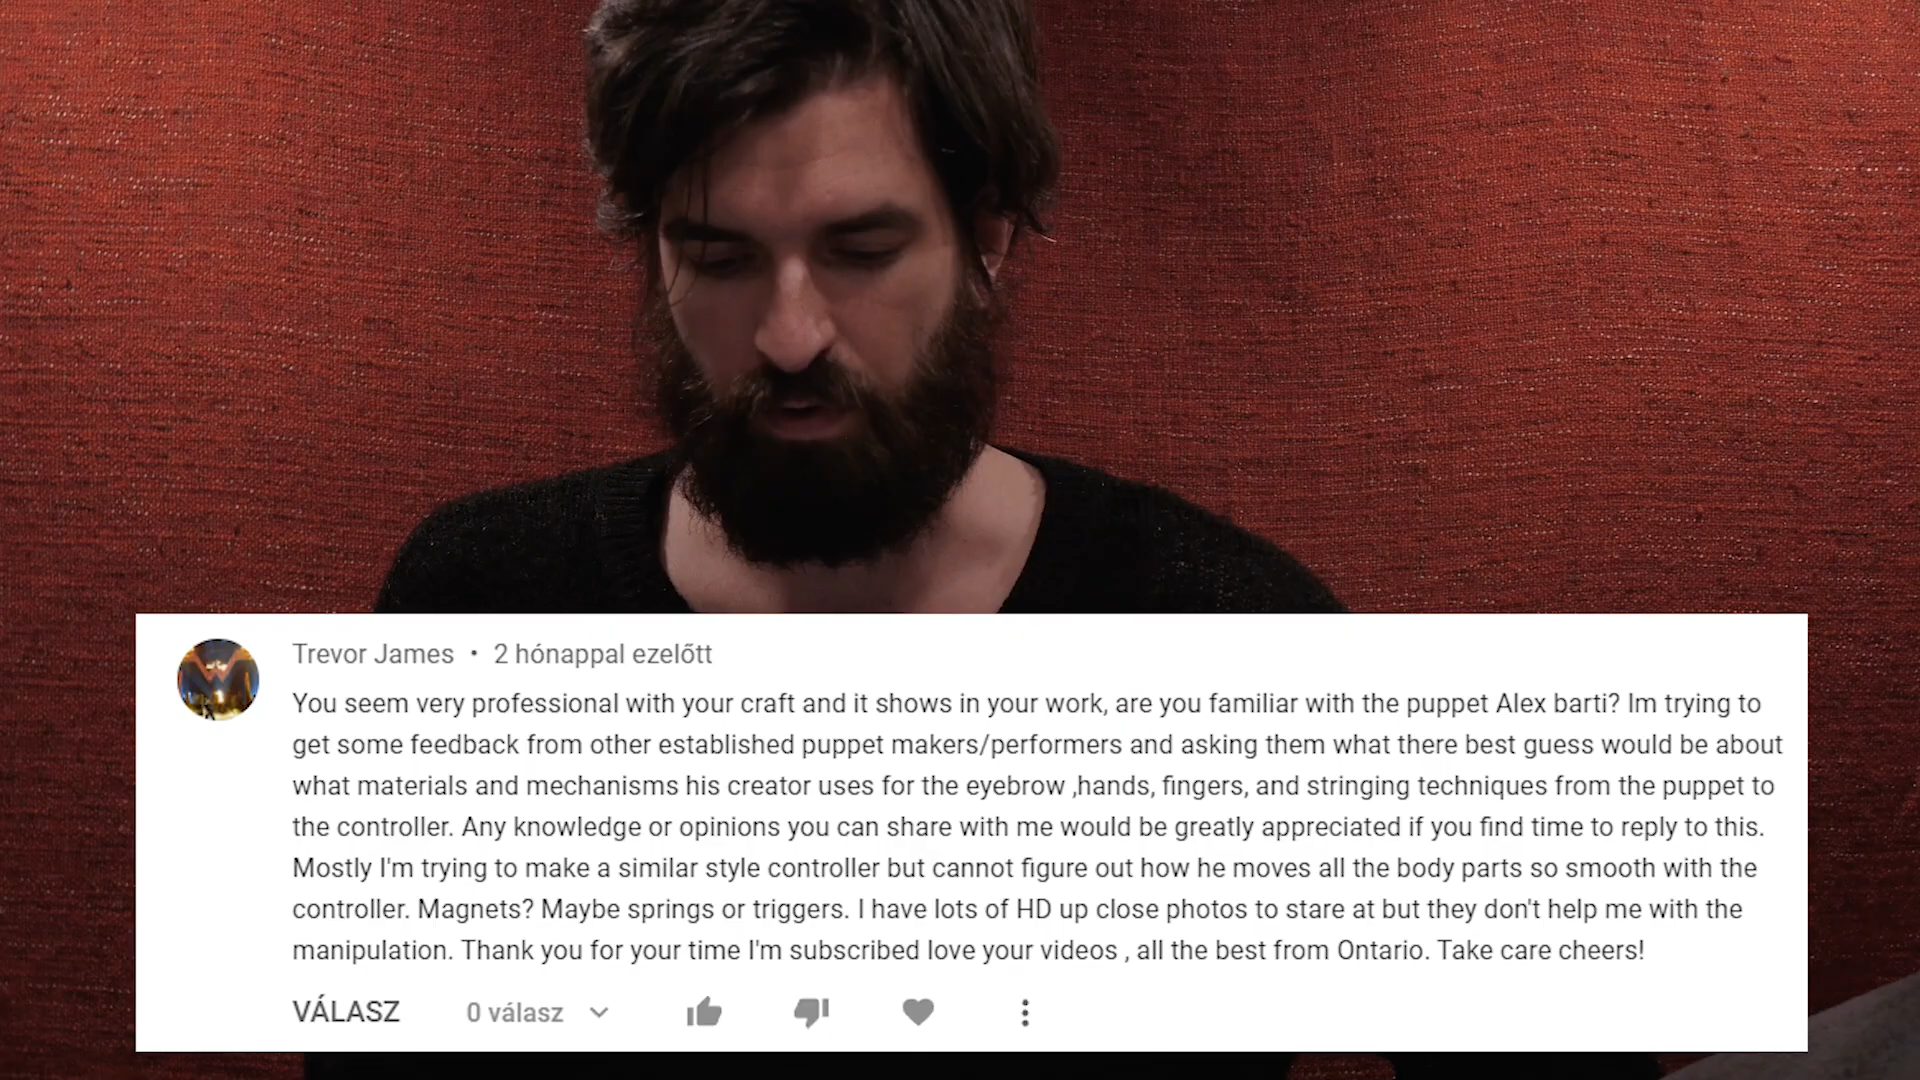 Trevor James • 2 hónappal ezelőtt
You seem very professional with your craft and it shows in your work, are you familiar with the puppet Alex barti? Im trying to
get some feedback from other established puppet makers/performers and asking them what there best guess would be about
what materials and mechanisms his creator uses for the eyebrow ,hands, fingers, and stringing techniques from the puppet to
the controller. Any knowledge or opinions you can share with me would be greatly appreciated if you find time to reply to this.
Mostly I'm trying to make a similar style controller but cannot figure out how he moves all the body parts so smooth with the
controller. Magnets? Maybe springs or triggers. I have lots of HD up close photos to stare at but they don't help me with the
manipulation. Thank you for your time I'm subscribed love your videos , all the best from Ontario. Take care cheers!
VÁLASZ 0 válasz